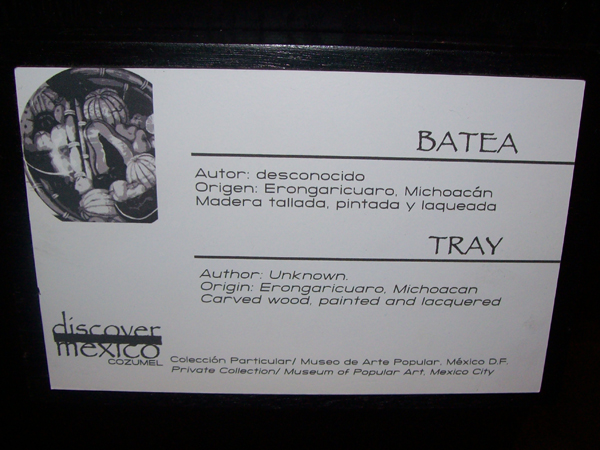 BATEA
Autor: desconocido
Origen: Erongaricuaro, Michoacán
Madera tallada, pintada y laqueada
TRAY
Author: Unknown.
Origin: Erongaricuaro, Michoacan
Carved wood, painted and lacquered
discover
mexico
COZUMEL
Colección Particular/ Museo de Arte Popular, México D.F.
Private Collection/ Museum of Popular Art, Mexico City